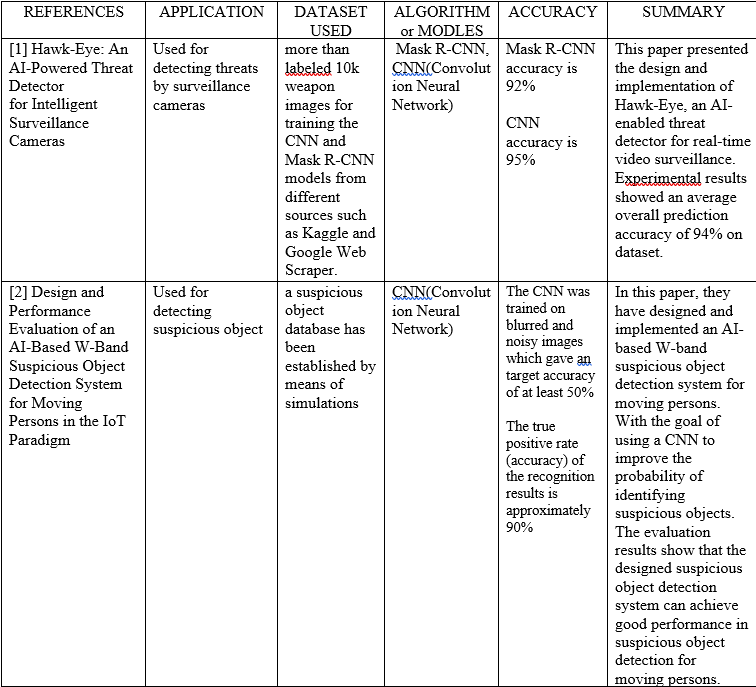 REFERENCES
APPLICATION
DATASET
USED
ALGORITHM
or MODLES
ACCURACY
SUMMARY
[1] Hawk-Eye: An
AI-Powered Threat
Detector
for Intelligent
Surveillance
Cameras
Used for
detecting threats
by surveillance
cameras
more than
labeled 10k
weapon
images for
training the
CNN and
Mask R-CNN
models from
different
sources such
as Kaggle and
Google Web
Scraper.
Mask R-CNN,
CNN(Convolut
ion Neural
Network)
Mask R-CNN
accuracy is
92%
CNN
accuracy is
95%
This paper presented
the design and
implementation of
Hawk-Eye, an AI-
enabled threat
detector for real-time
video surveillance.
Experimental results
showed an average
overall prediction
accuracy of 94% on
dataset.
[2] Design and
Performance
Evaluation of an
AI-Based W-Band
Suspicious Object
Detection System
for Moving
Persons in the IoT
Paradigm
Used for
detecting
suspicious object
a suspicious
object
database has
been
established by
means of
simulations
CNN(Convolut
ion Neural
Network)
The CNN was
trained on
blurred and
noisy images
which gave an
target accuracy
of at least 50%
The true
positive rate
(accuracy) of
the recognition
results is
approximately
90%
In this paper, they
have designed and
implemented an AI-
based W-band
suspicious object
detection system for
moving persons.
With the goal of
using a CNN to
improve the
probability of
identifying
suspicious objects.
The evaluation
results show that the
designed suspicious
object detection
system can achieve
good performance in
suspicious object
detection for
moving persons.